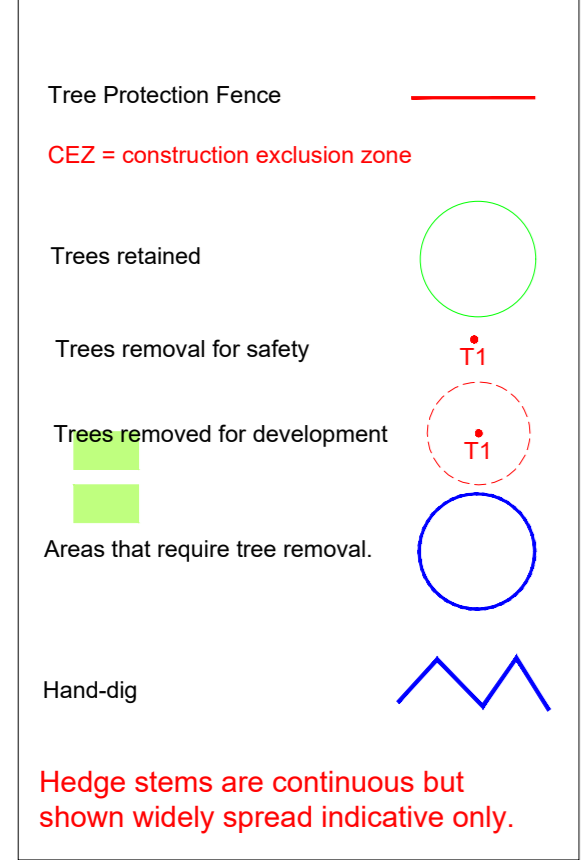 Tree Protection Fence
CEZ = construction exclusion zone
Trees retained
Trees removal for safety
T1
Trees removed for development
T1
Areas that require tree removal.
Hand-dig
Hedge stems are continuous but
shown widely spread indicative only.